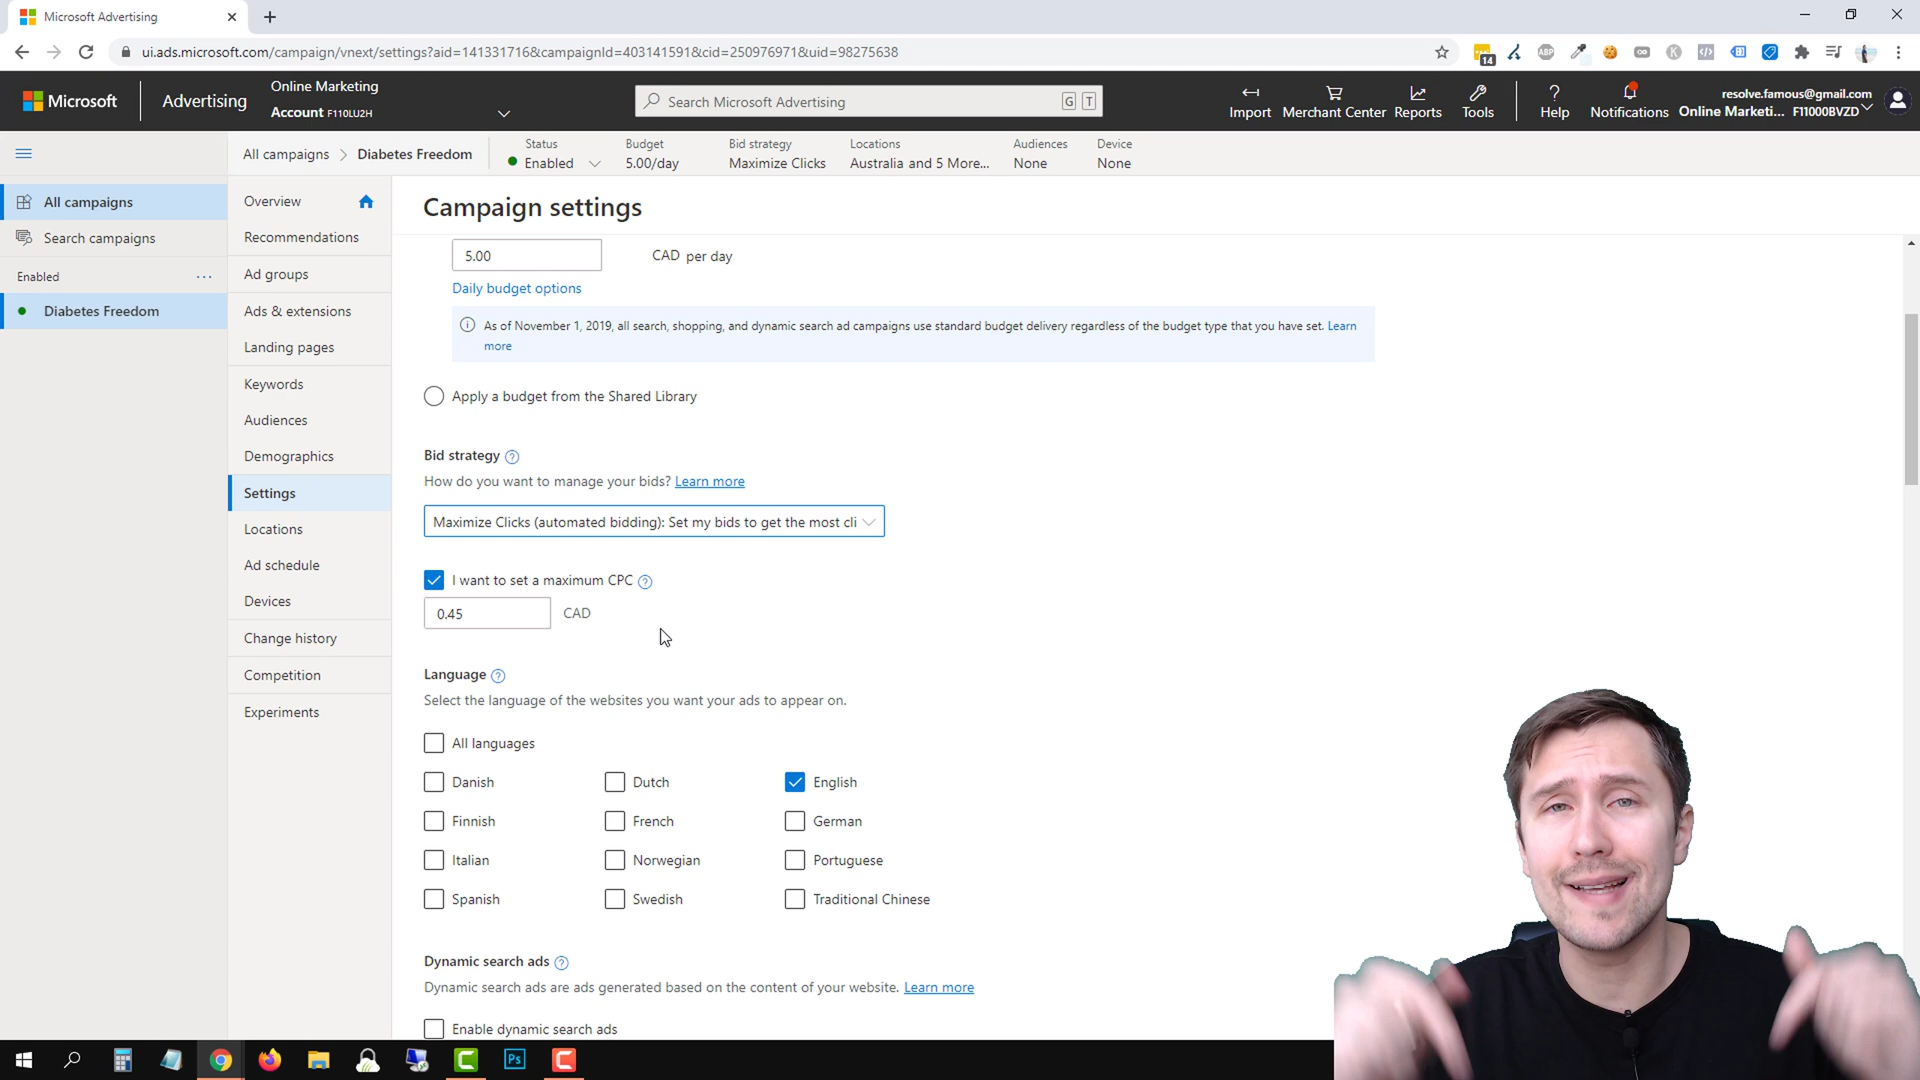 Microsoft Advertising
ui.ads.microsoft.com/campaign/vnext/settings?aid=141331716&campaignId=403141591&cid=250976971&uid=98275638
14
ABP
K
Microsoft
Advertising
Online Marketing
Account F110LU2H
Search Microsoft Advertising
G T
Import
Merchant Center
Reports
Tools
Help
Notifications
resolve.famous@gmail.com
Online Marketi... F11000BVZD
All campaigns > Diabetes Freedom
Status
Enabled
Budget
5.00/day
Bid strategy
Maximize Clicks
Locations
Australia and 5 More...
Audiences
None
Device
None
All campaigns
Search campaigns
Enabled ...
Diabetes Freedom
Overview
Recommendations
Ad groups
Ads & extensions
Landing pages
Keywords
Audiences
Demographics
Settings
Locations
Ad schedule
Devices
Change history
Competition
Experiments
Campaign settings
5.00 CAD per day
Daily budget options
As of November 1, 2019, all search, shopping, and dynamic search ad campaigns use standard budget delivery regardless of the budget type that you have set. Learn
more
Apply a budget from the Shared Library
Bid strategy ?
How do you want to manage your bids? Learn more
Maximize Clicks (automated bidding): Set my bids to get the most cli
I want to set a maximum CPC ?
0.45 CAD
Language ?
Select the language of the websites you want your ads to appear on.
All languages
Danish Dutch English
Finnish French German
Italian Norwegian Portuguese
Spanish Swedish Traditional Chinese
Dynamic search ads ?
Dynamic search ads are ads generated based on the content of your website. Learn more
Enable dynamic search ads
Ps